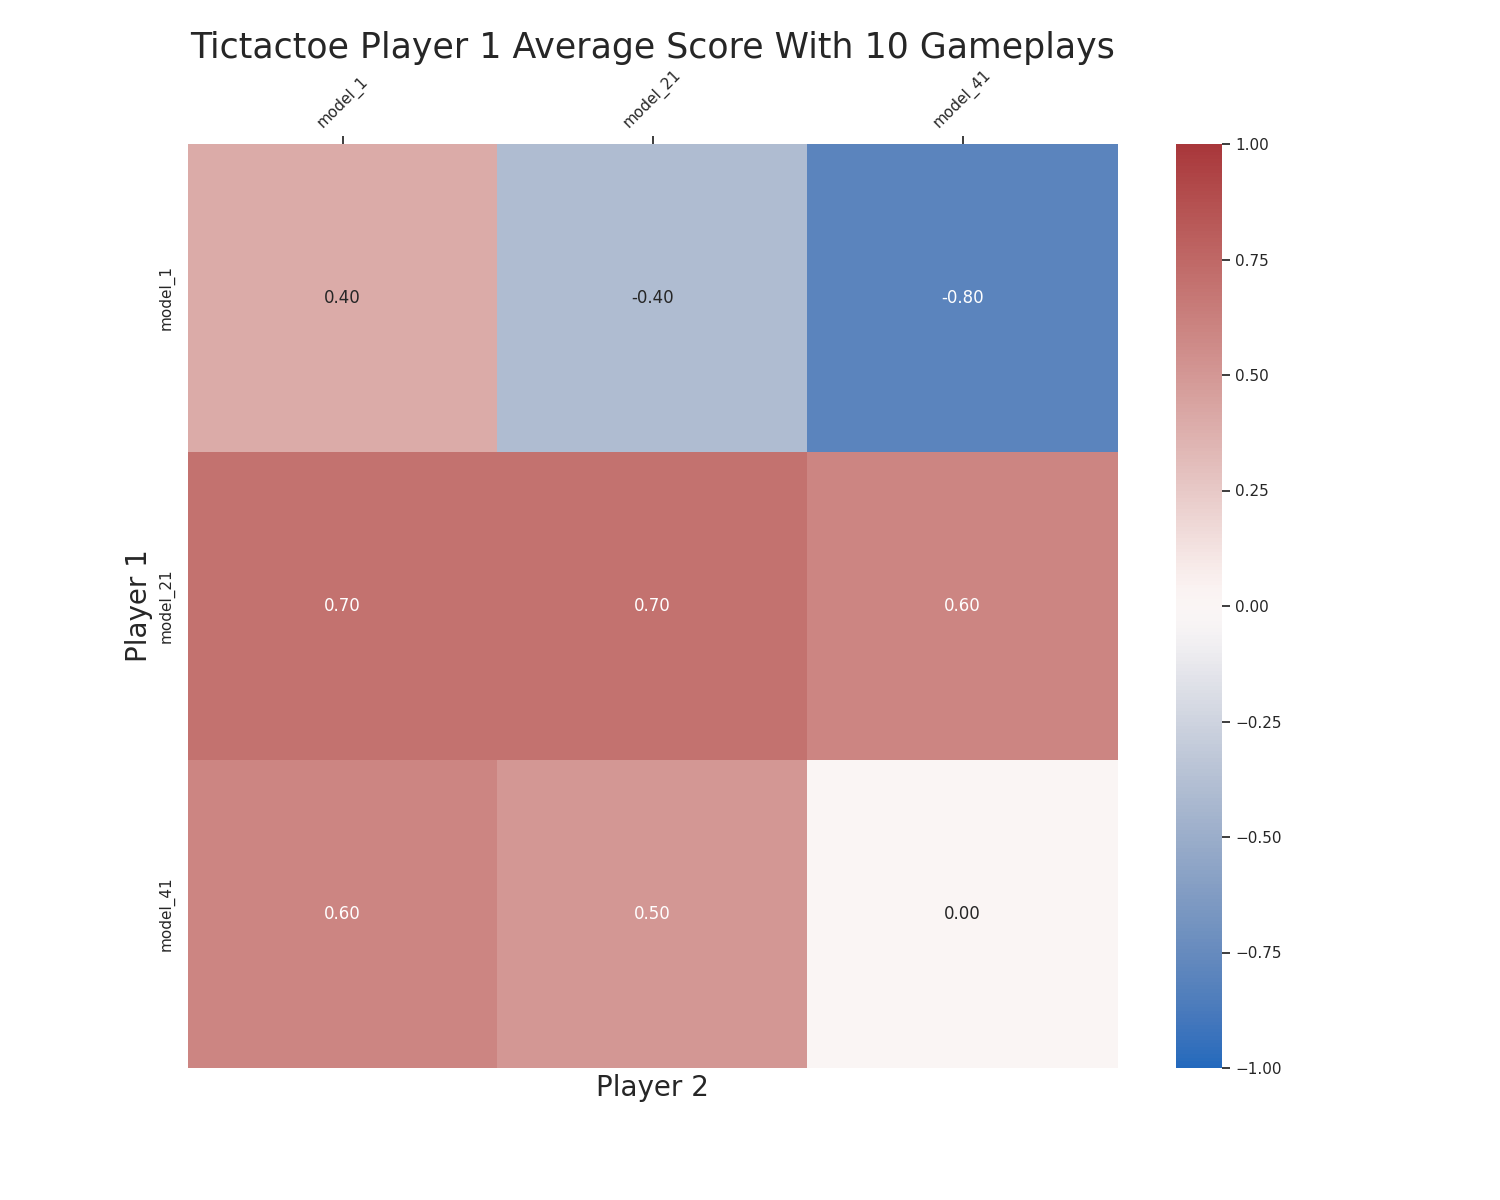 Tictactoe Player 1 Average Score With 10 Gameplays
model_1
model_21
model_41
Player 1
model_1
0.40
-0.40
-0.80
model_21
0.70
0.70
0.60
model_41
0.60
0.50
0.00
Player 2
1.00
0.75
0.50
0.25
0.00
−0.25
−0.50
−0.75
−1.00